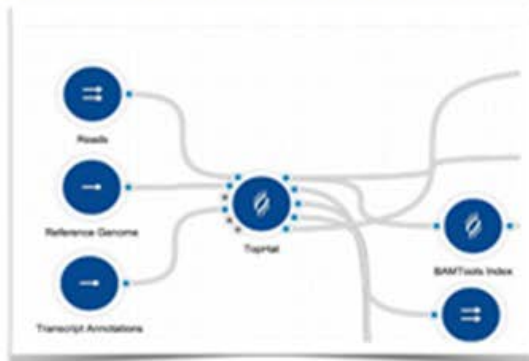 Reads
Reference Genome
TopHat
BAMTools Index
Transcript Annotations